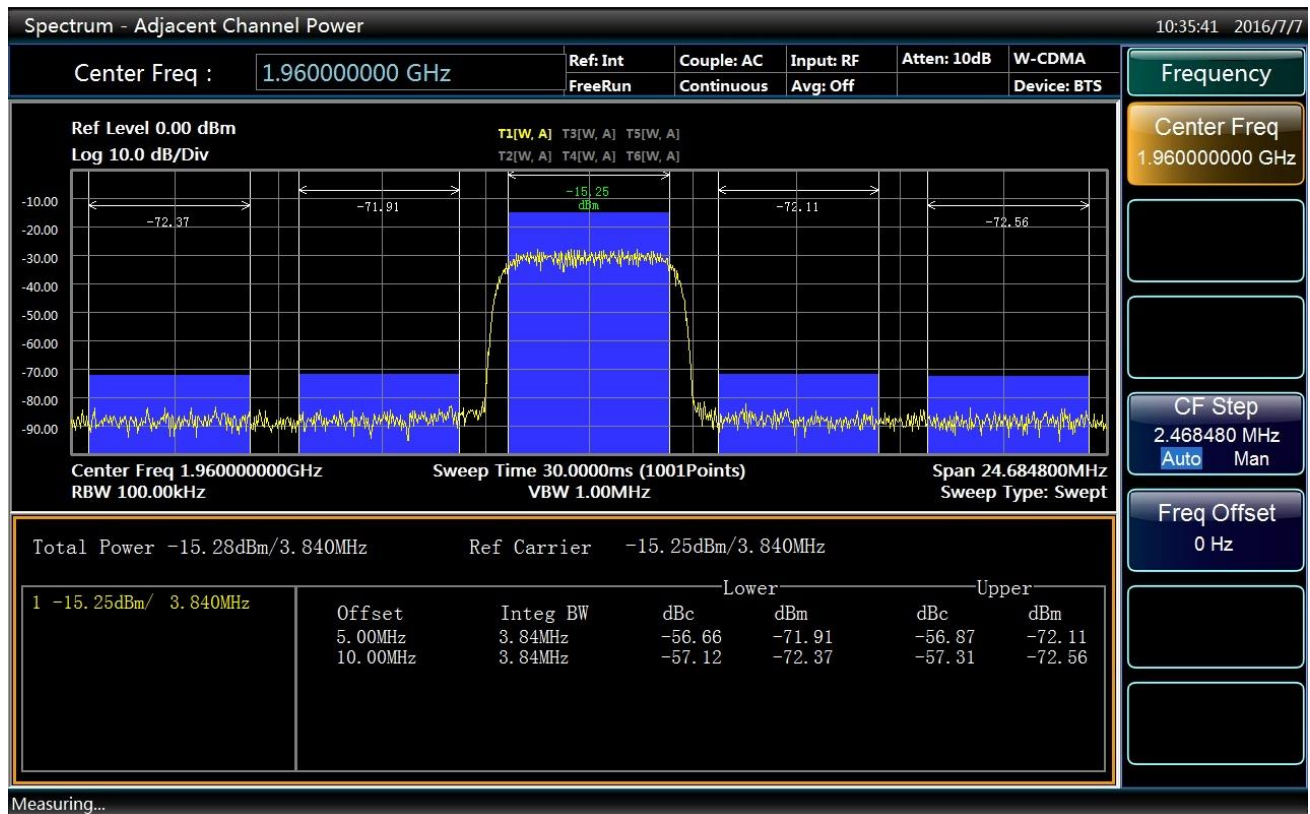 Spectrum - Adjacent Channel Power
10:35:41 2016/7/7
Center Freq : 1.960000000 GHz
Ref: Int Couple: AC Input: RF Atten: 10dB W-CDMA
FreeRun Continuous Avg: Off Device: BTS
Ref Level 0.00 dBm
Log 10.0 dB/Div
T1[W, A] T3[W, A] T5[W, A]
T2[W, A] T4[W, A] T6[W, A]
-15.25
dBm
-72.37
-71.91
-72.11
-72.56
-10.00
-20.00
-30.00
-40.00
-50.00
-60.00
-70.00
-80.00
-90.00
Center Freq 1.960000000GHz Sweep Time 30.0000ms (1001Points) Span 24.684800MHz
RBW 100.00kHz VBW 1.00MHz Sweep Type: Swept
Total Power -15.28dBm/3.840MHz Ref Carrier -15.25dBm/3.840MHz
1 -15.25dBm/ 3.840MHz
Lower Upper
Offset Integ BW dBc dBm dBc dBm
5.00MHz 3.84MHz -56.66 -71.91 -56.87 -72.11
10.00MHz 3.84MHz -57.12 -72.37 -57.31 -72.56
Frequency
Center Freq
1.960000000 GHz
CF Step
2.468480 MHz
Auto Man
Freq Offset
0 Hz
Measuring...